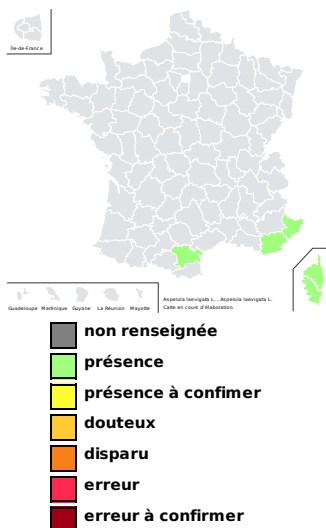 Île-de-France
Guadeloupe Martinique Guyane La Réunion Mayotte
Asperula laevigata L. , Asperula laevigata L.
Carte en cours d'élaboration.
non renseignée
présence
présence à confimer
douteux
disparu
erreur
erreur à confirmer